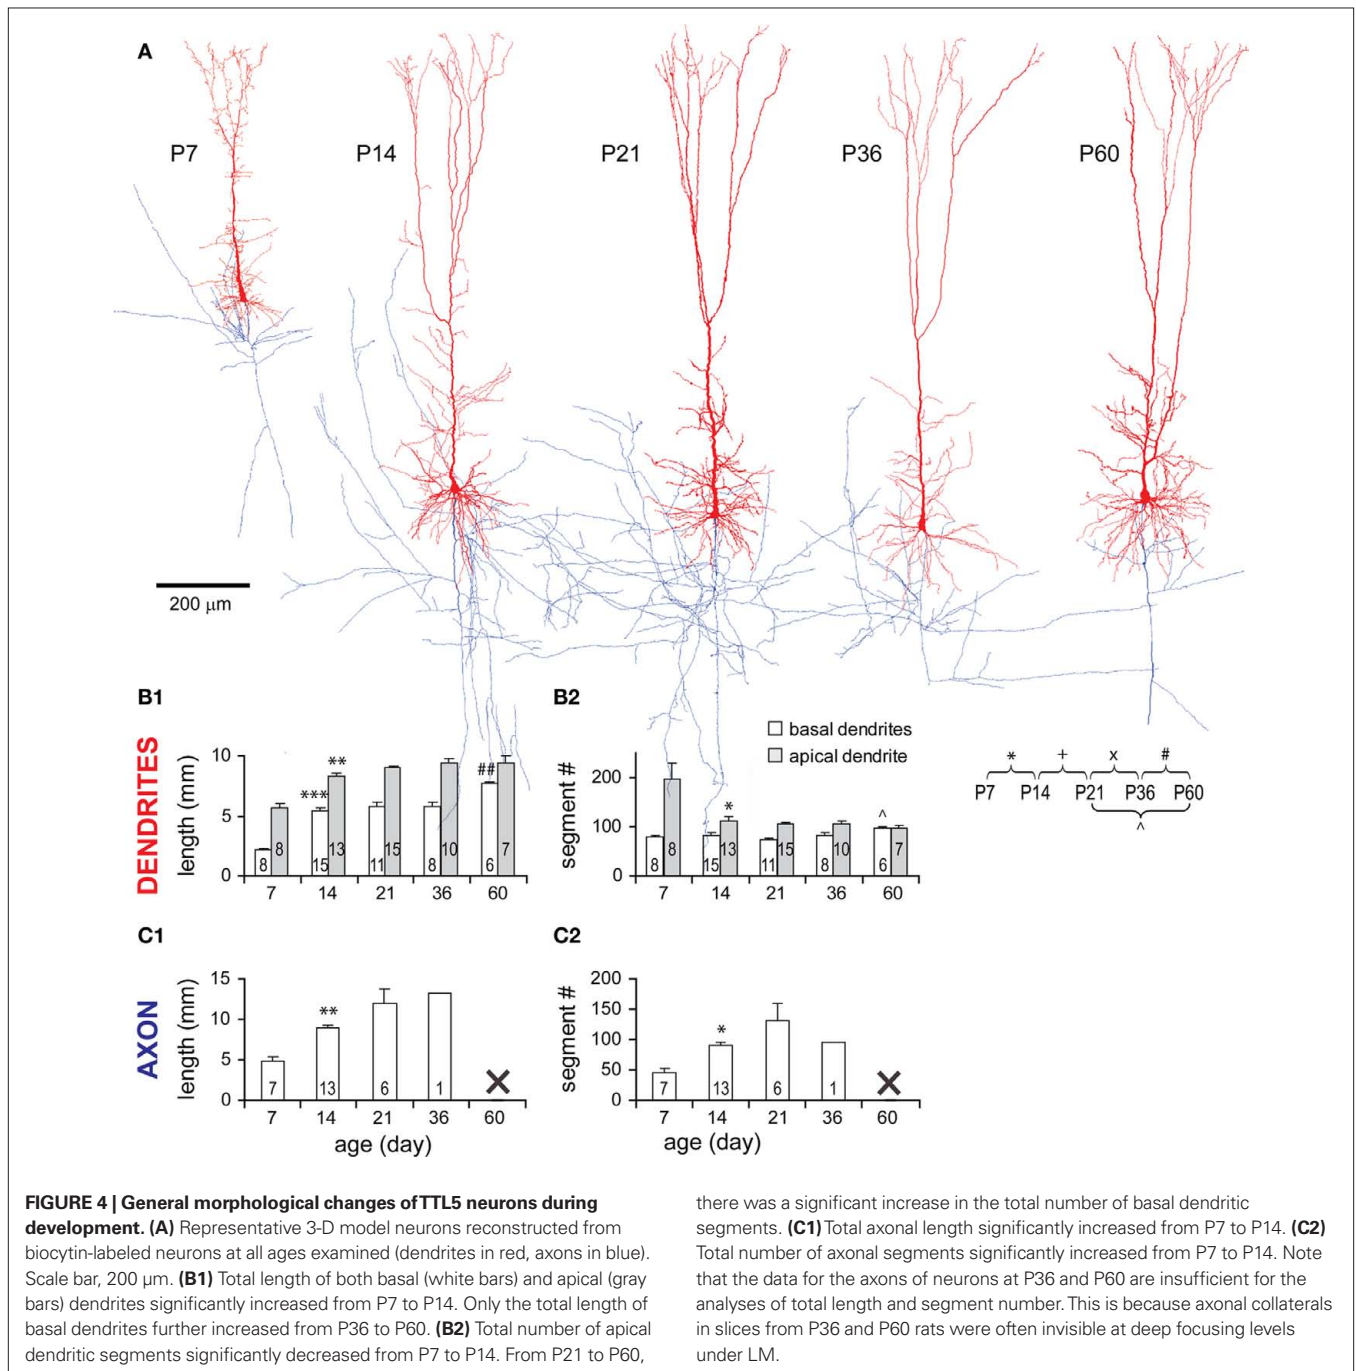 A
P7
P14
P21
P36
P60
200 µm
B1
B2
basal dendrites
apical dendrite
DENDRITES
length (mm)
10
5
0
***
**
##
8
8
15
13
11
15
8
10
6
7
7
14
21
36
60
segment #
200
100
0
*
^
8
8
15
13
11
15
8
10
6
7
7
14
21
36
60
* + x #
P7 P14 P21 P36 P60
^
C1
C2
AXON
length (mm)
15
10
5
0
**
7
13
6
1
7
14
21
36
60
age (day)
segment #
200
150
100
50
0
*
7
13
6
1
7
14
21
36
60
age (day)
FIGURE 4 | General morphological changes of TTL5 neurons during
development. (A) Representative 3-D model neurons reconstructed from
biocytin-labeled neurons at all ages examined (dendrites in red, axons in blue).
Scale bar, 200 µm. (B1) Total length of both basal (white bars) and apical (gray
bars) dendrites significantly increased from P7 to P14. Only the total length of
basal dendrites further increased from P36 to P60. (B2) Total number of apical
dendritic segments significantly decreased from P7 to P14. From P21 to P60,
there was a significant increase in the total number of basal dendritic
segments. (C1) Total axonal length significantly increased from P7 to P14. (C2)
Total number of axonal segments significantly increased from P7 to P14. Note
that the data for the axons of neurons at P36 and P60 are insufficient for the
analyses of total length and segment number. This is because axonal collaterals
in slices from P36 and P60 rats were often invisible at deep focusing levels
under LM.